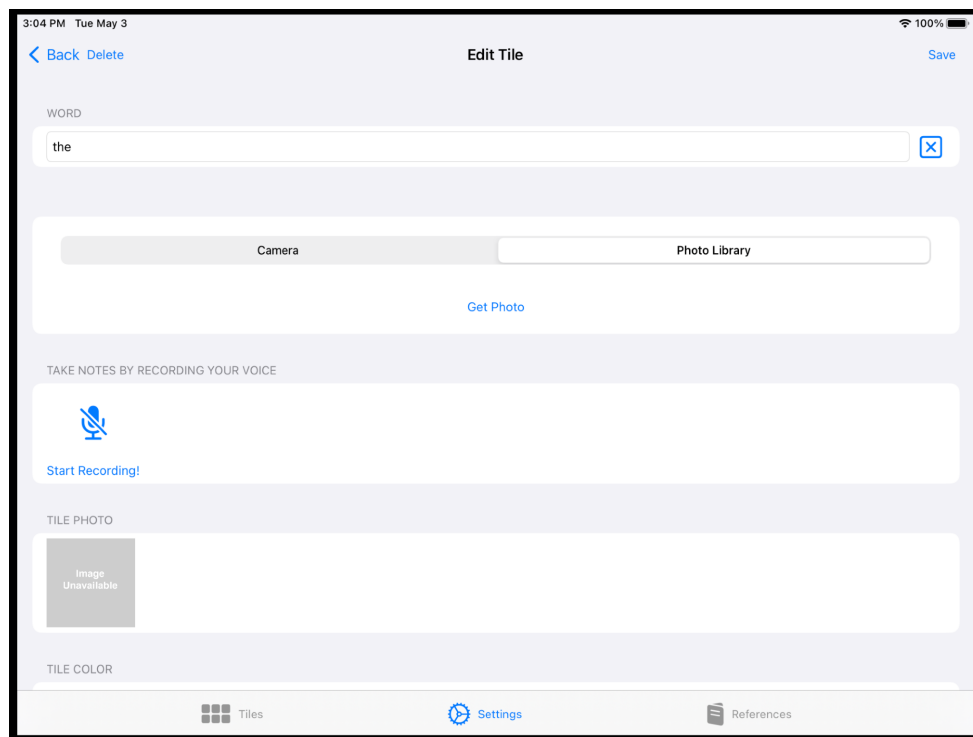 3:04 PM Tue May 3 100%
Back Delete Edit Tile Save
WORD
the
Camera Photo Library
Get Photo
TAKE NOTES BY RECORDING YOUR VOICE
Start Recording!
TILE PHOTO
Image
Unavailable
TILE COLOR
Tiles Settings References